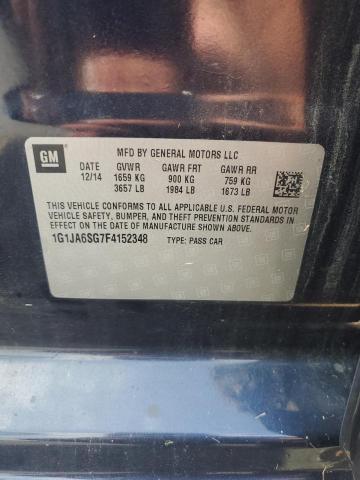 GM
MFD BY GENERAL MOTORS LLC
DATE GVWR GAWR FRT GAWR RR
12/14 1659 KG 900 KG 759 KG
3657 LB 1984 LB 1673 LB
THIS VEHICLE CONFORMS TO ALL APPLICABLE U.S. FEDERAL MOTOR
VEHICLE SAFETY, BUMPER, AND THEFT PREVENTION STANDARDS IN
EFFECT ON THE DATE OF MANUFACTURE SHOWN ABOVE.
1G1JA6SG7F4152348 TYPE: PASS CAR